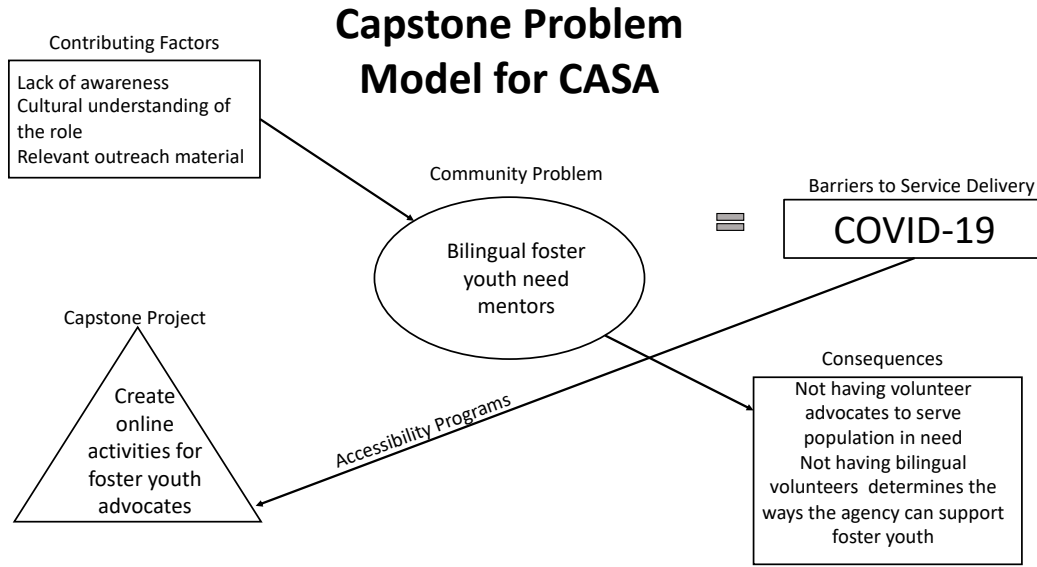 Capstone Problem
Model for CASA
Contributing Factors
Lack of awareness
Cultural understanding of
the role
Relevant outreach material
Community Problem
Bilingual foster
youth need
mentors
=
Barriers to Service Delivery
COVID-19
Capstone Project
Create
online
activities for
foster youth
advocates
Accessibility Programs
Consequences
Not having volunteer
advocates to serve
population in need
Not having bilingual
volunteers  determines the
ways the agency can support
foster youth